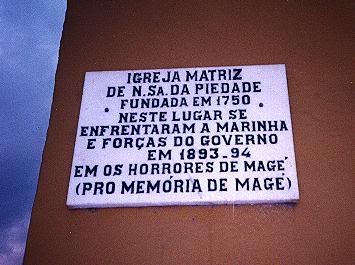 IGREJA MATRIZ
DE N.SA. DA PIEDADE
· FUNDADA EM 1750 ·
NESTE LUGAR SE
ENFRENTARAM A MARINHA
E FORÇAS DO GOVERNO
EM 1893-94
EM OS HORRORES DE MAGÉ
(PRO MEMÓRIA DE MAGÉ)